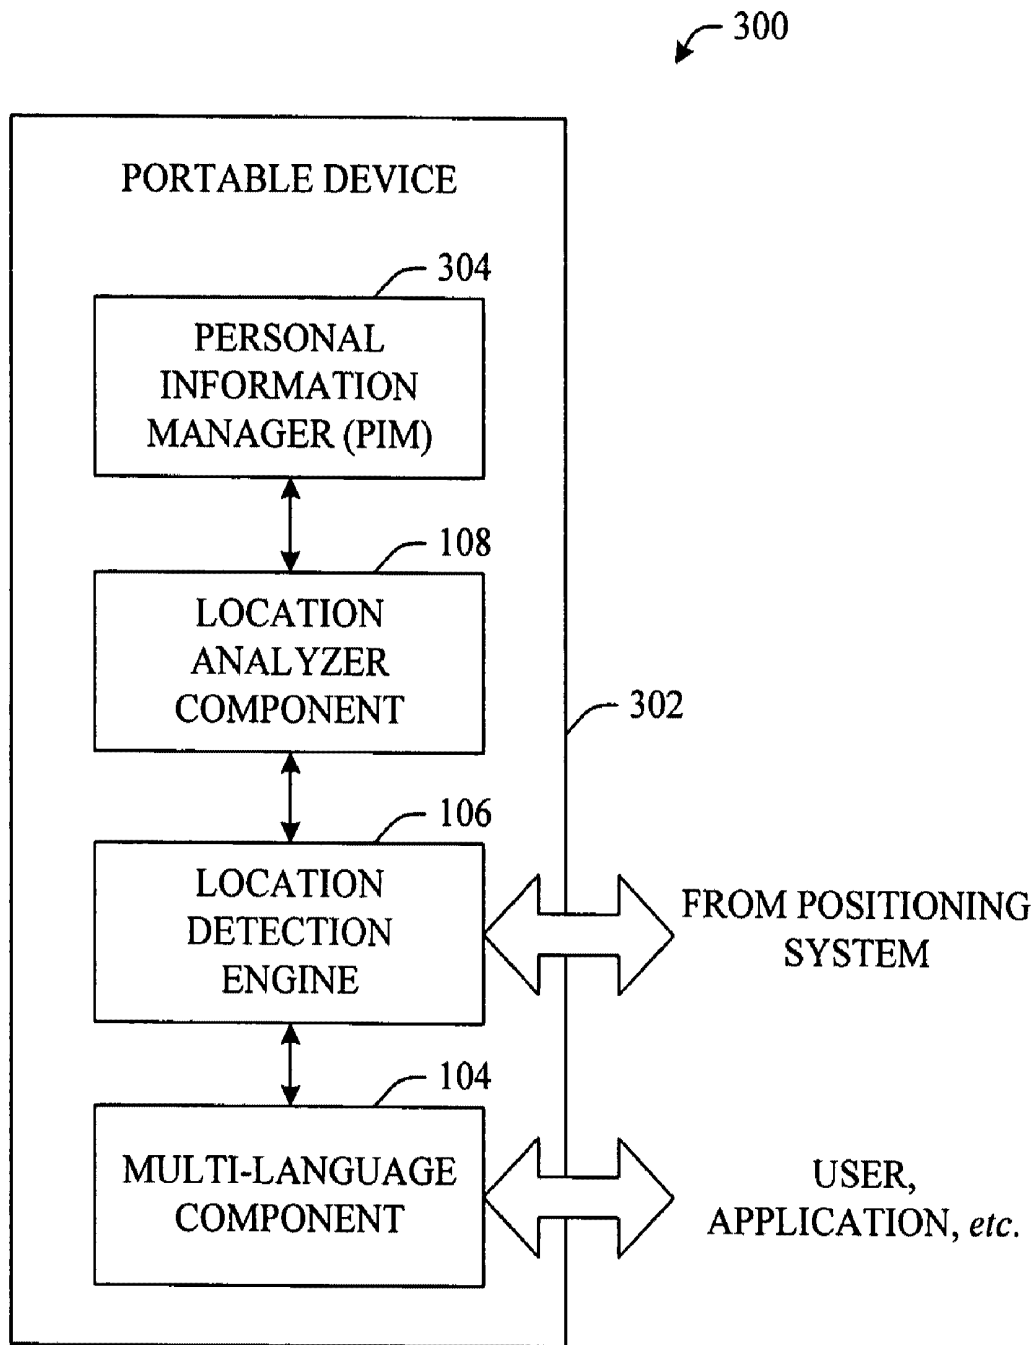 300
PORTABLE DEVICE
304
PERSONAL
INFORMATION
MANAGER (PIM)
108
LOCATION
ANALYZER
COMPONENT
302
106
LOCATION
DETECTION
ENGINE
FROM POSITIONING
SYSTEM
104
MULTI-LANGUAGE
COMPONENT
USER,
APPLICATION, etc.